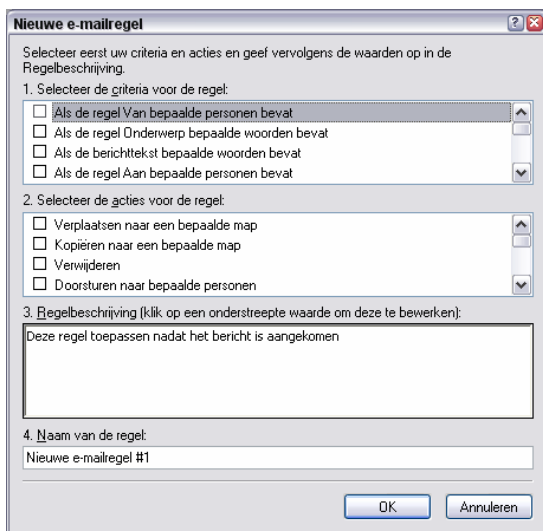 Nieuwe e-mailregel
Selecteer eerst uw criteria en acties en geef vervolgens de waarden op in de
Regelbeschrijving.
1. Selecteer de criteria voor de regel:
Als de regel Van bepaalde personen bevat
Als de regel Onderwerp bepaalde woorden bevat
Als de berichttekst bepaalde woorden bevat
Als de regel Aan bepaalde personen bevat
2. Selecteer de acties voor de regel:
Verplaatsen naar een bepaalde map
Kopiëren naar een bepaalde map
Verwijderen
Doorsturen naar bepaalde personen
3. Regelbeschrijving (klik op een onderstreepte waarde om deze te bewerken):
Deze regel toepassen nadat het bericht is aangekomen
4. Naam van de regel:
Nieuwe e-mailregel #1
OK Annuleren